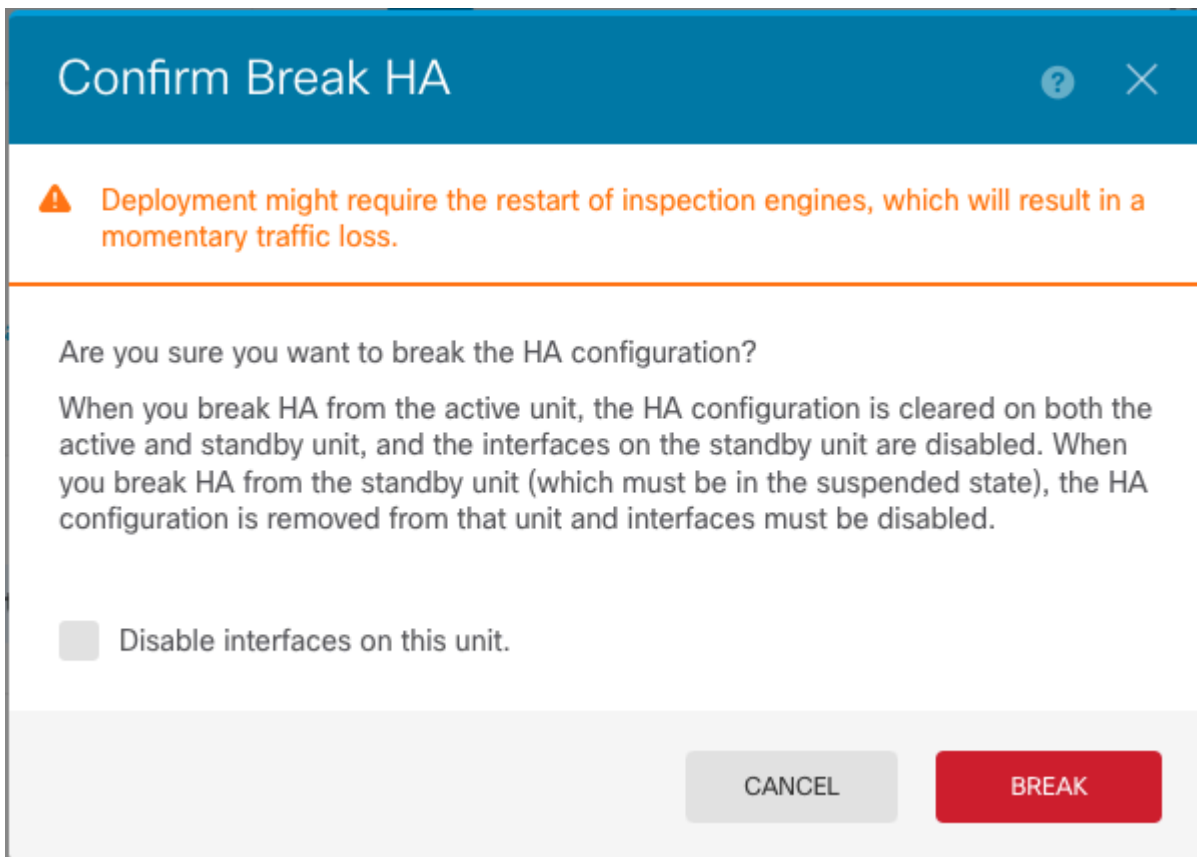 Confirm Break HA
Deployment might require the restart of inspection engines, which will result in a
momentary traffic loss.
Are you sure you want to break the HA configuration?
When you break HA from the active unit, the HA configuration is cleared on both the
active and standby unit, and the interfaces on the standby unit are disabled. When
you break HA from the standby unit (which must be in the suspended state), the HA
configuration is removed from that unit and interfaces must be disabled.
Disable interfaces on this unit.
CANCEL BREAK